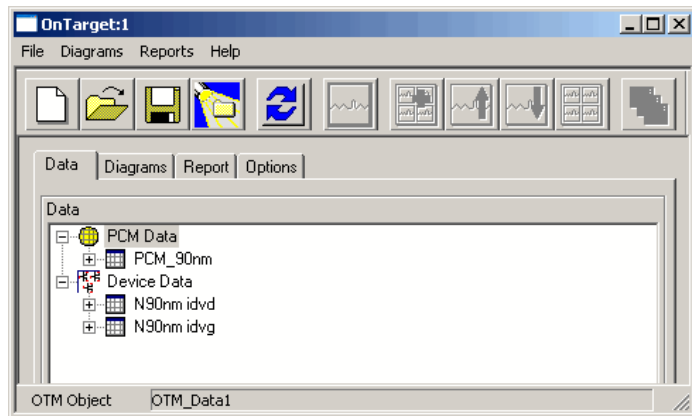 OnTarget:1
File Diagrams Reports Help
Data Diagrams Report Options
Data
PCM Data
PCM_90nm
Device Data
N90nm idvd
N90nm idvg
OTM Object OTM_Data1